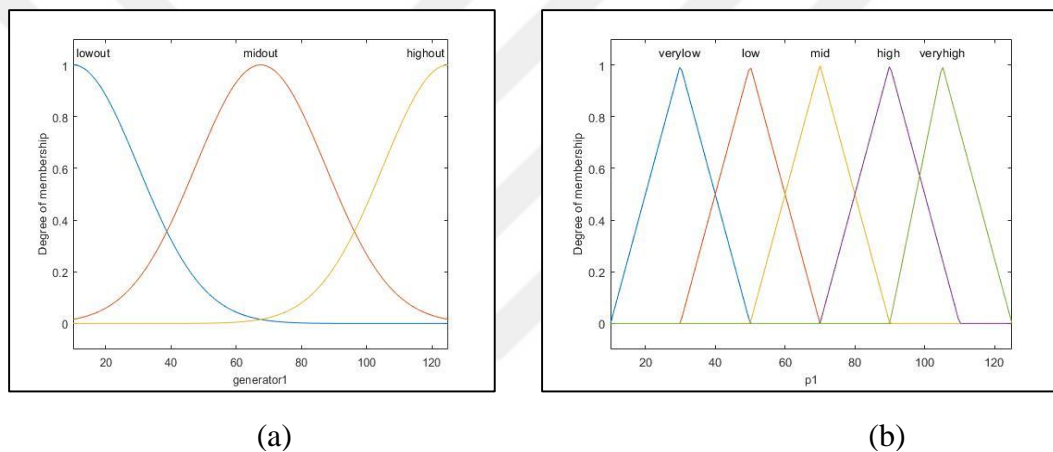 lowout midout highout
1
0.8
0.6
0.4
0.2
0
Degree of membership
20 40 60 80 100 120
generator1
(a)
verylow low mid high veryhigh
1
0.8
0.6
0.4
0.2
0
Degree of membership
20 40 60 80 100 120
p1
(b)